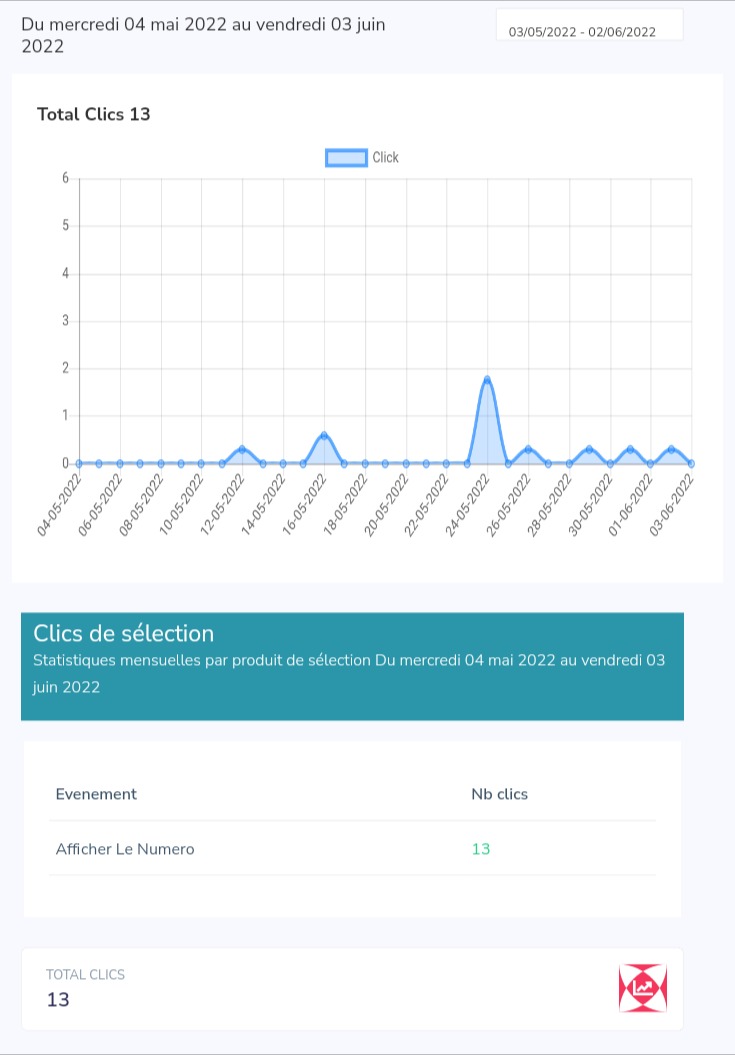 Du mercredi 04 mai 2022 au vendredi 03 juin
2022
03/05/2022 - 02/06/2022
Total Clics 13
Click
6
5
4
3
2
1
0
04-05-2022
06-05-2022
08-05-2022
10-05-2022
12-05-2022
14-05-2022
16-05-2022
18-05-2022
20-05-2022
22-05-2022
24-05-2022
26-05-2022
28-05-2022
30-05-2022
01-06-2022
03-06-2022
Clics de sélection
Statistiques mensuelles par produit de sélection Du mercredi 04 mai 2022 au vendredi 03
juin 2022
Evenement Nb clics
Afficher Le Numero 13
TOTAL CLICS
13